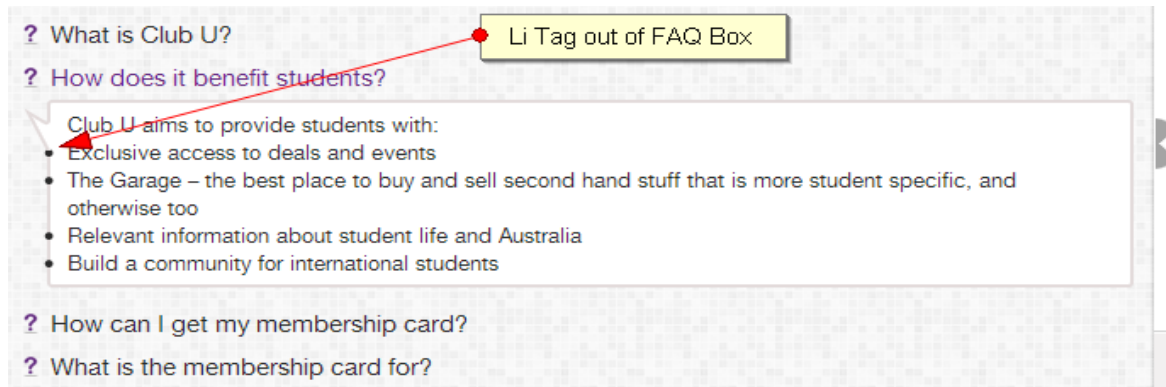 ? What is Club U?
Li Tag out of FAQ Box
? How does it benefit students?
Club U aims to provide students with:
• Exclusive access to deals and events
• The Garage – the best place to buy and sell second hand stuff that is more student specific, and
otherwise too
• Relevant information about student life and Australia
• Build a community for international students
? How can I get my membership card?
? What is the membership card for?